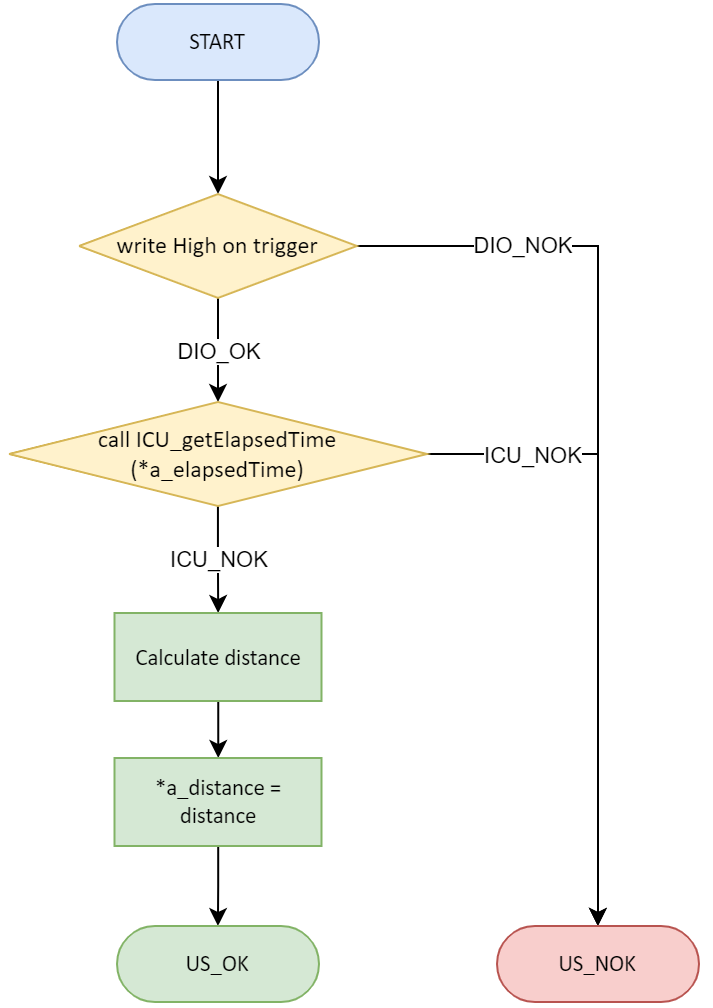 START
write High on trigger
DIO_NOK
DIO_OK
call ICU_getElapsedTime
(*a_elapsedTime)
ICU_NOK
ICU_NOK
Calculate distance
*a_distance =
distance
US_OK
US_NOK